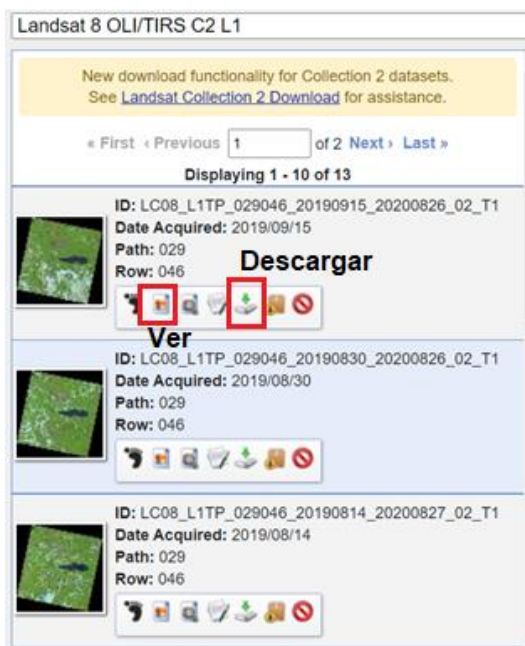 Landsat 8 OLI/TIRS C2 L1
New download functionality for Collection 2 datasets.
See Landsat Collection 2 Download for assistance.
« First ‹ Previous 1 of 2 Next › Last »
Displaying 1 - 10 of 13
ID: LC08_L1TP_029046_20190915_20200826_02_T1
Date Acquired: 2019/09/15
Path: 029
Row: 046
Descargar
Ver
ID: LC08_L1TP_029046_20190830_20200826_02_T1
Date Acquired: 2019/08/30
Path: 029
Row: 046
ID: LC08_L1TP_029046_20190814_20200827_02_T1
Date Acquired: 2019/08/14
Path: 029
Row: 046